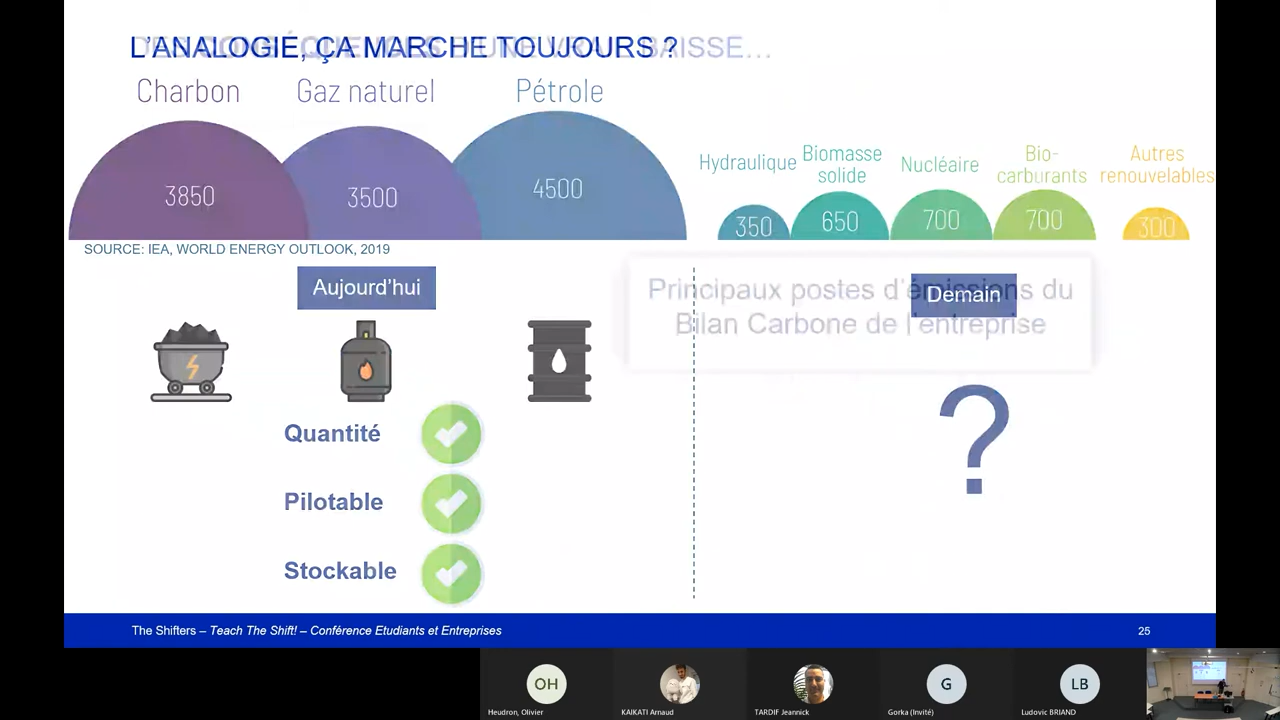 L'ANALOGIE, ÇA MARCHE TOUJOURS ?
BAISSE…
Charbon
Gaz naturel
Pétrole
Hydraulique
Biomasse
solide
Nucléaire
Bio-
carburants
Autres
renouvelables
3850
3500
4500
350
650
700
700
300
SOURCE: IEA, WORLD ENERGY OUTLOOK, 2019
Aujourd'hui
Demain
Principaux postes d'émissions du
Bilan Carbone de l'entreprise
?
Quantité
Pilotable
Stockable
The Shifters – Teach The Shift! – Conférence Etudiants et Entreprises
25
OH
G
LB
Heudron, Olivier
KAIKATI Arnaud
TARDIF Jeannick
Gorka (Invité)
Ludovic BRIAND